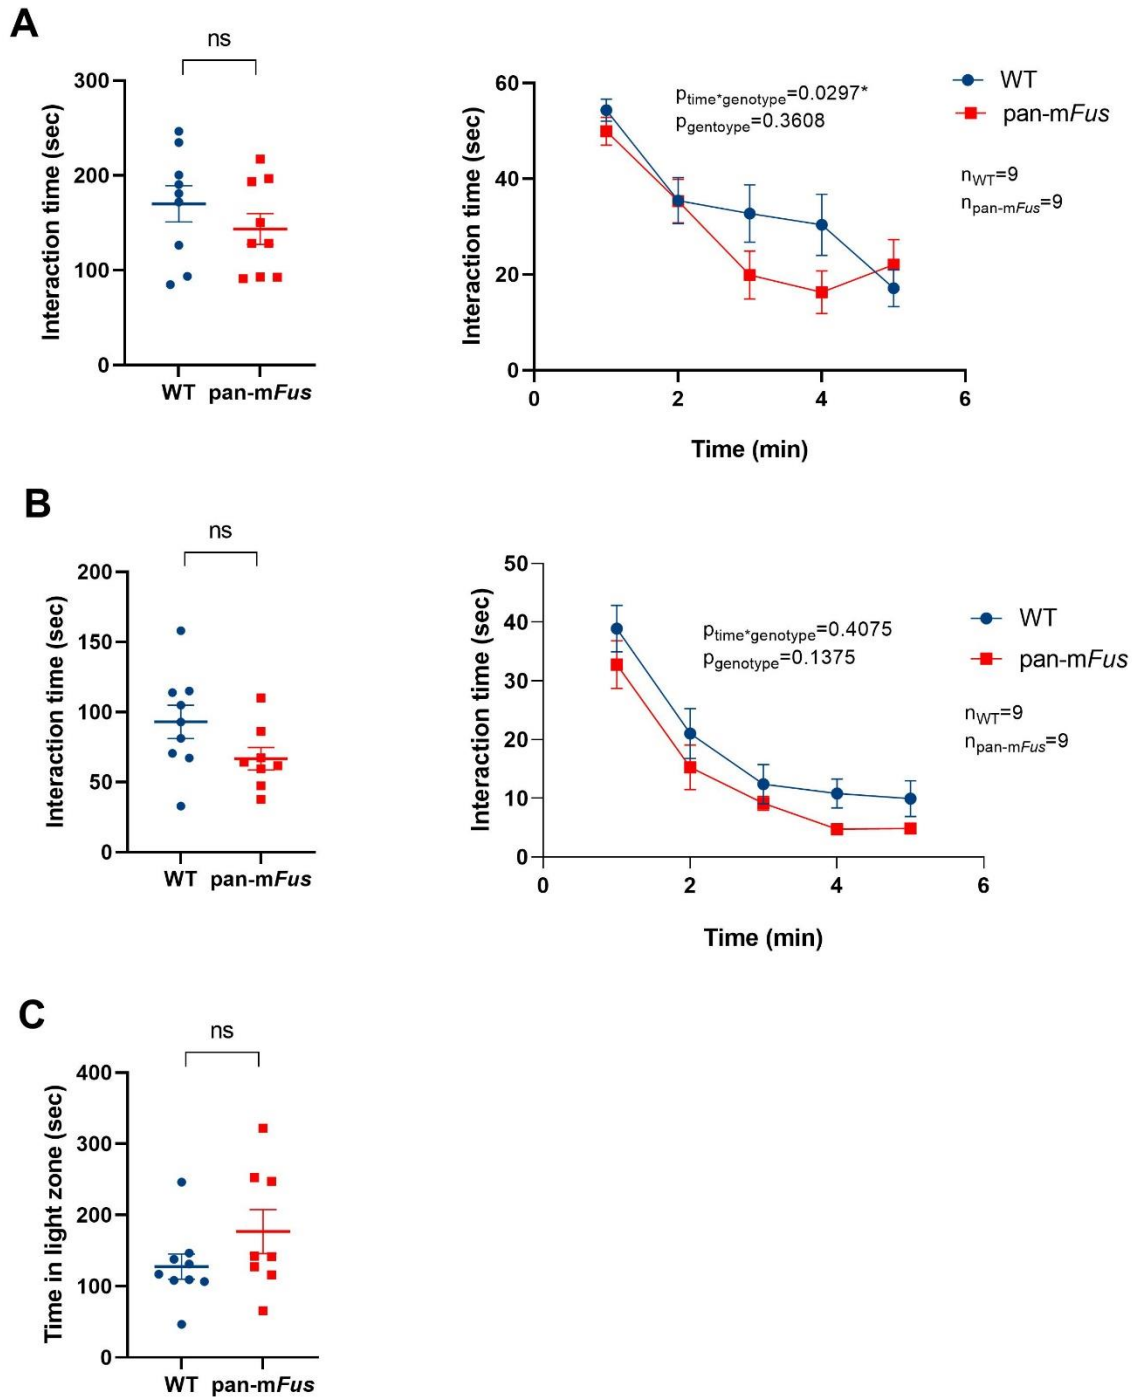 A
ns
300
200
100
0
Interaction time (sec)
WT pan-mFus
60
40
20
0
Interaction time (sec)
0 2 4 6
Time (min)
ptime*genotype=0.0297*
pgentoype=0.3608
WT
pan-mFus
nWT=9
npan-mFus=9
B
ns
200
150
100
50
0
Interaction time (sec)
WT pan-mFus
50
40
30
20
10
0
Interaction time (sec)
0 2 4 6
Time (min)
ptime*genotype=0.4075
pgenotype=0.1375
WT
pan-mFus
nWT=9
npan-mFus=9
C
ns
400
300
200
100
0
Time in light zone (sec)
WT pan-mFus